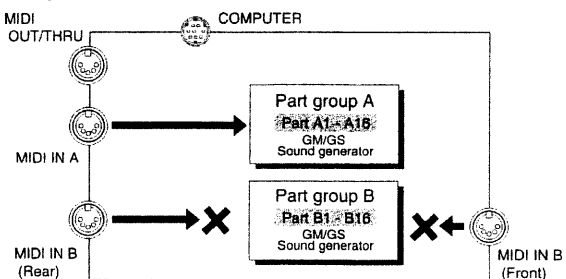 MIDI
OUT/THRU
COMPUTER
Part group A
Part A1 - A16
GM/GS
Sound generator
MIDI IN A
Part group B
Part B1 - B16
GM/GS
Sound generator
MIDI IN B
(Rear)
MIDI IN B
(Front)